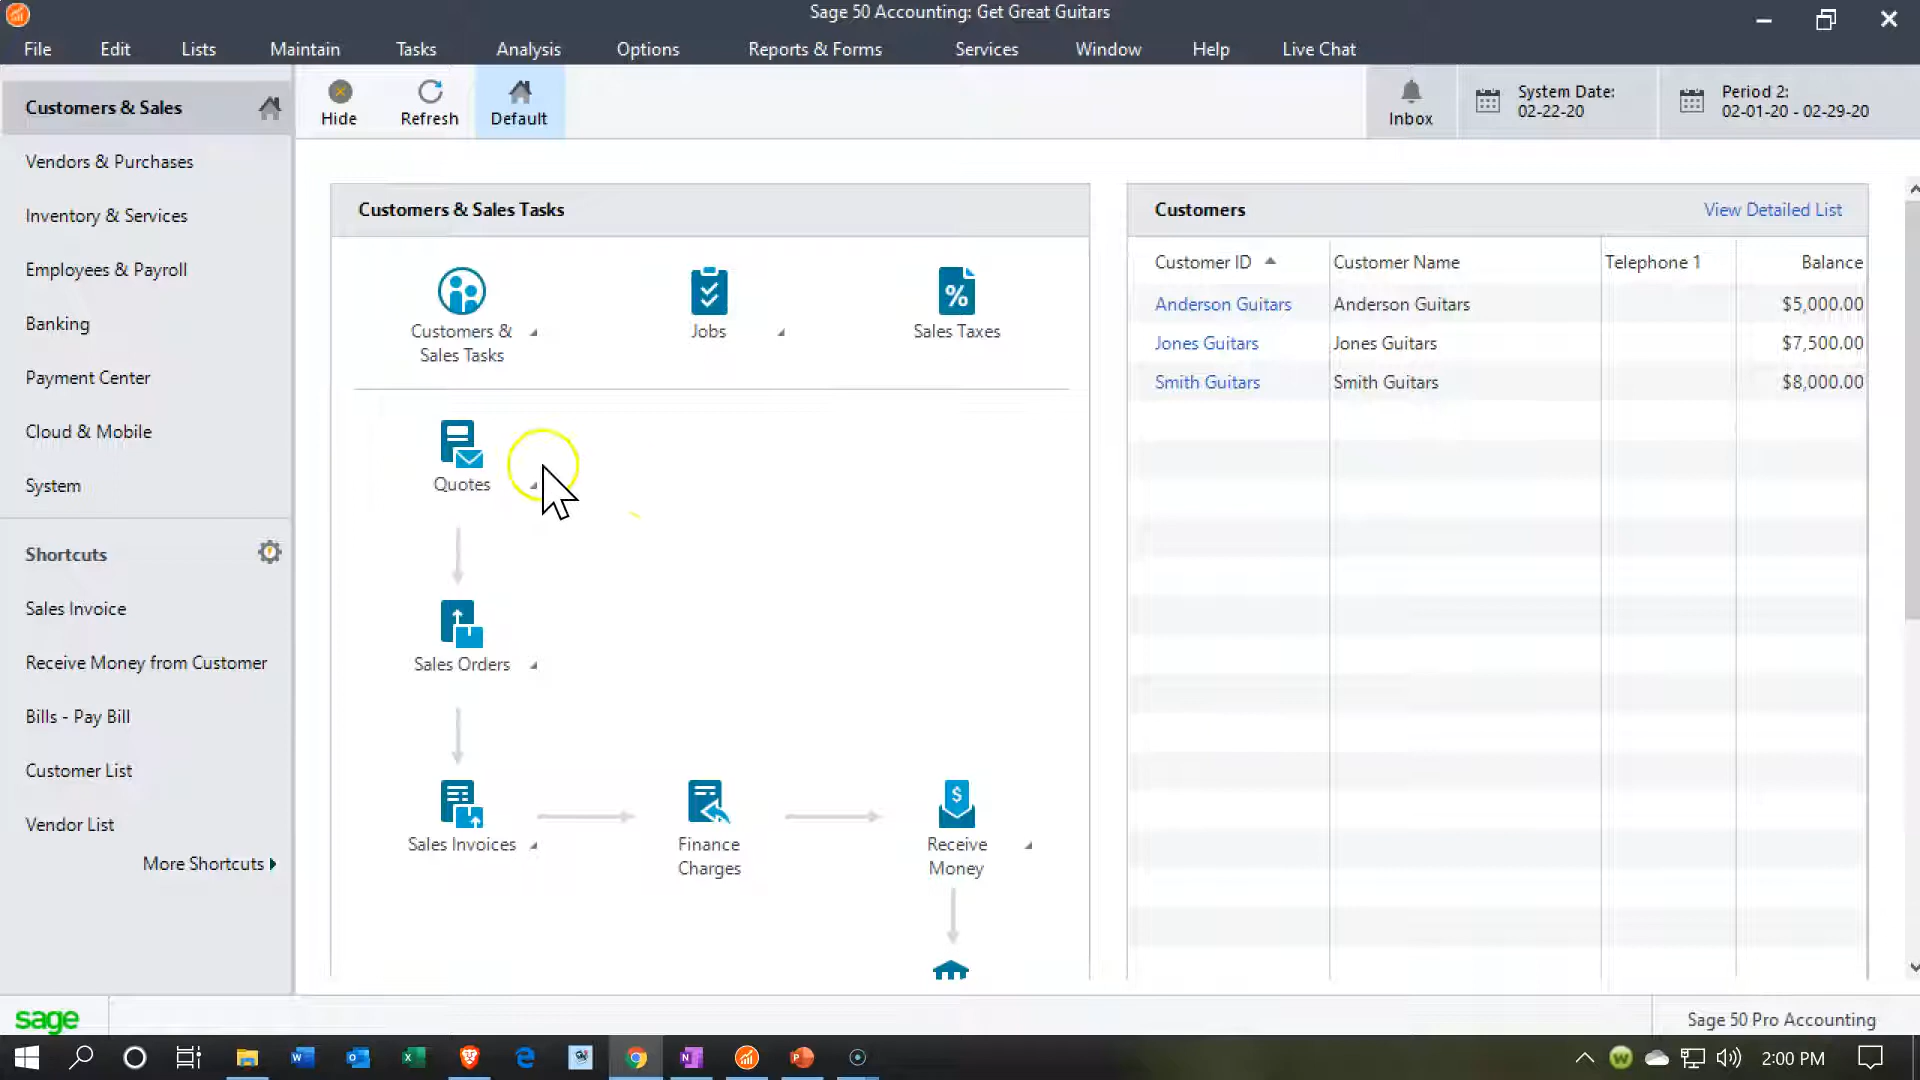 Sage 50 Accounting: Get Great Guitars
File Edit Lists Maintain Tasks Analysis Options Reports & Forms Services Window Help Live Chat
Customers & Sales
Vendors & Purchases
Inventory & Services
Employees & Payroll
Banking
Payment Center
Cloud & Mobile
System
Shortcuts
Sales Invoice
Receive Money from Customer
Bills - Pay Bill
Customer List
Vendor List
More Shortcuts
Hide Refresh Default
Inbox
System Date:
02-22-20
Period 2:
02-01-20 - 02-29-20
Customers & Sales Tasks
Customers &
Sales Tasks
Jobs
Sales Taxes
Quotes
Sales Orders
Sales Invoices
Finance
Charges
Receive
Money
Customers View Detailed List
Customer ID Customer Name Telephone 1 Balance
Anderson Guitars Anderson Guitars $5,000.00
Jones Guitars Jones Guitars $7,500.00
Smith Guitars Smith Guitars $8,000.00
sage
Sage 50 Pro Accounting
2:00 PM